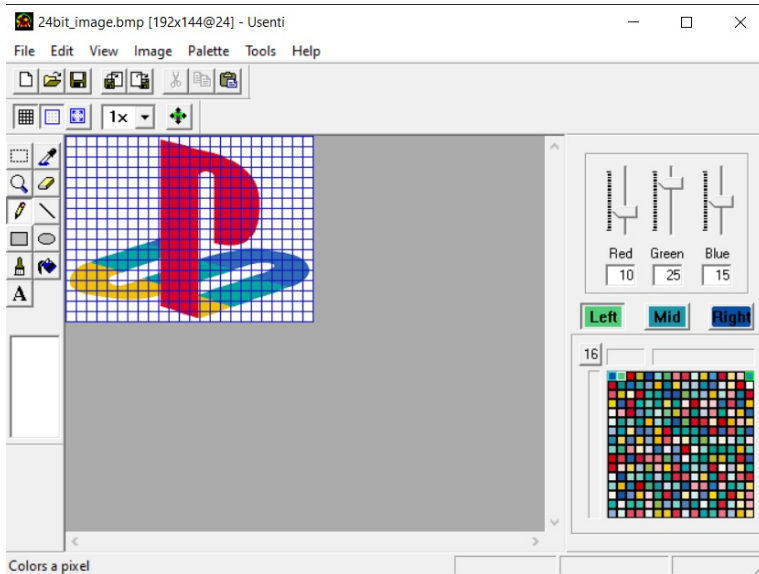 24bit_image.bmp [192x144@24] - Usenti
File Edit View Image Palette Tools Help
1x
A
Red Green Blue
10 25 15
Left Mid Right
16
Colors a pixel